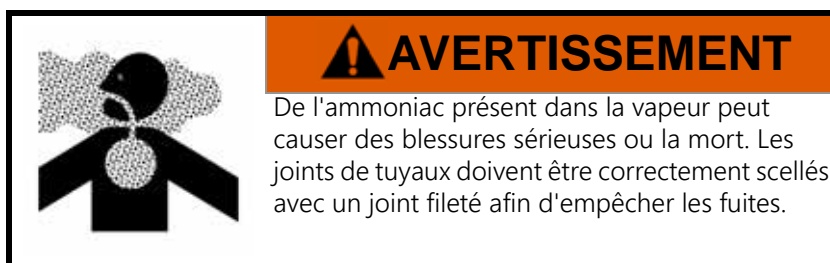 AVERTISSEMENT
De l'ammoniac présent dans la vapeur peut
causer des blessures sérieuses ou la mort. Les
joints de tuyaux doivent être correctement scellés
avec un joint fileté afin d'empêcher les fuites.